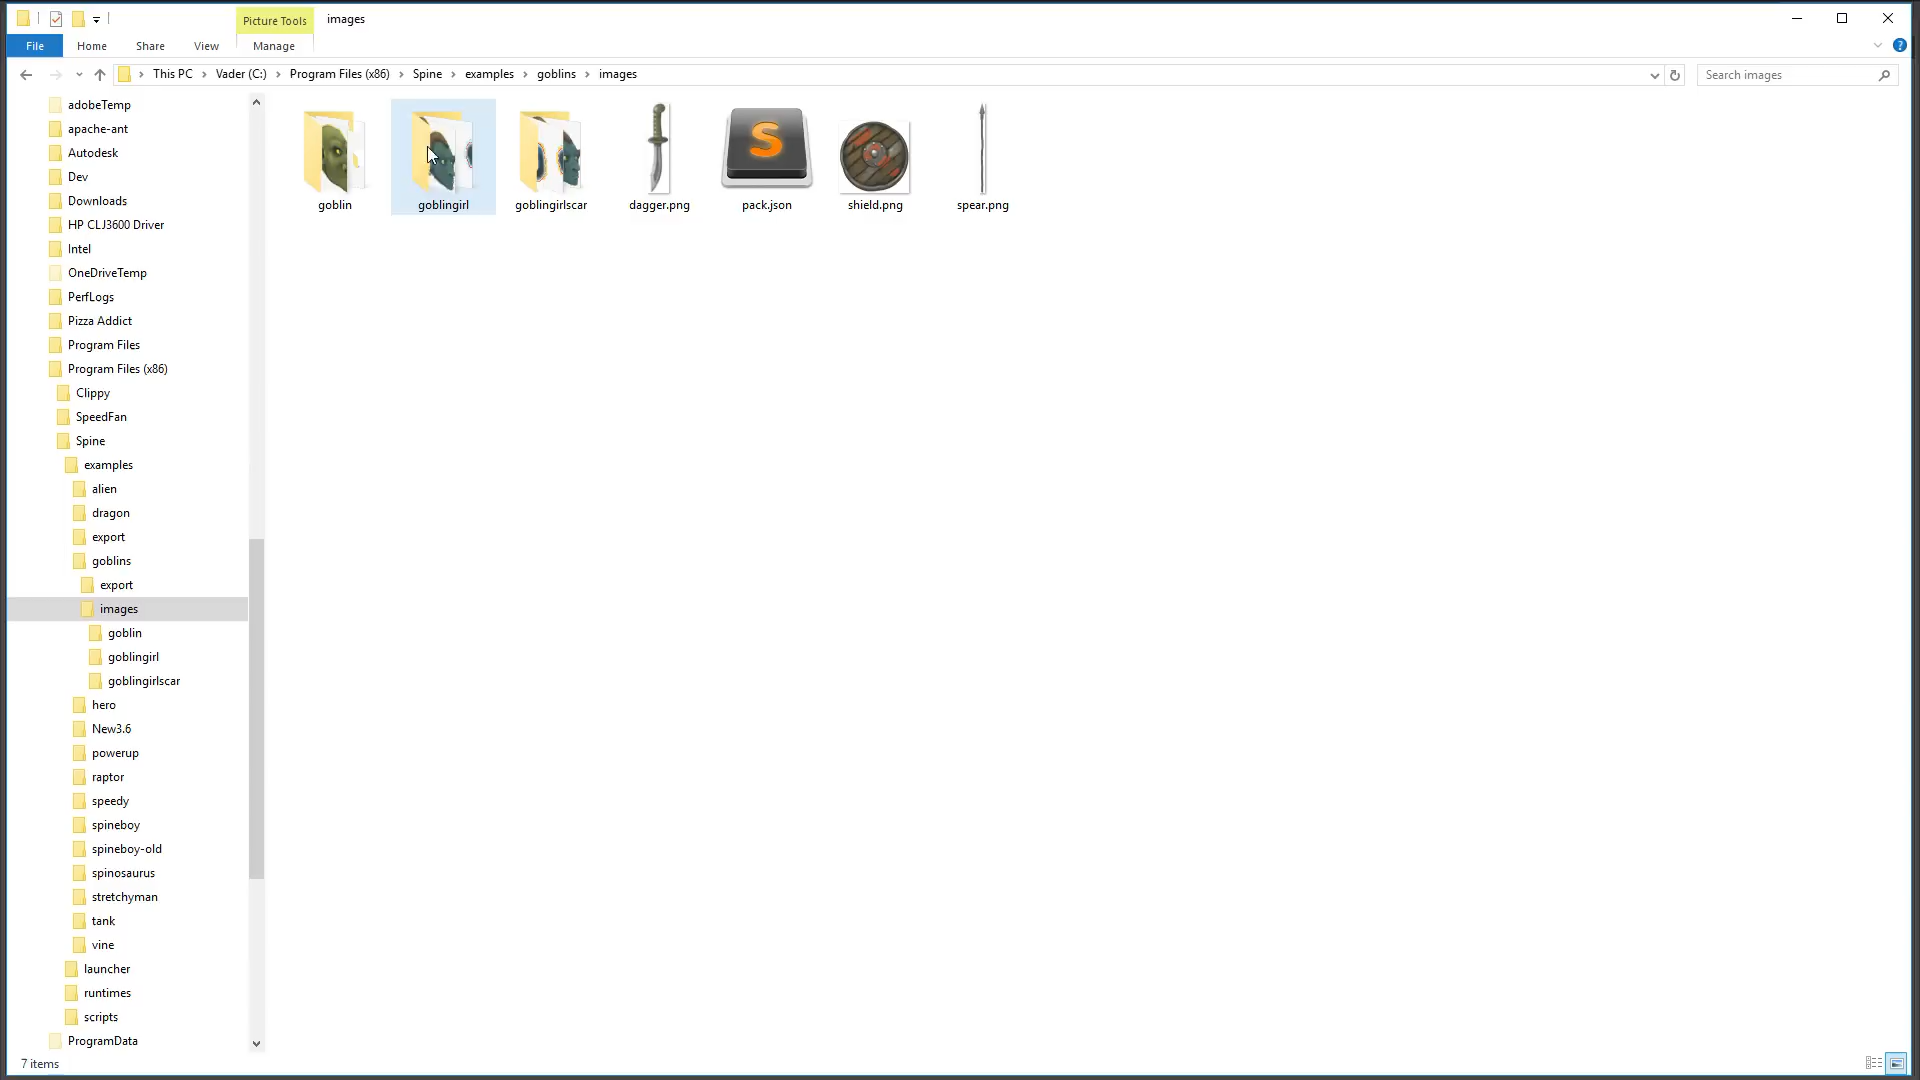 Picture Tools
images
File
Home
Share
View
Manage
This PC
Vader (C:)
Program Files (x86)
Spine
examples
goblins
images
Search images
adobeTemp
apache-ant
Autodesk
Dev
Downloads
HP CLJ3600 Driver
Intel
OneDriveTemp
PerfLogs
Pizza Addict
Program Files
Program Files (x86)
Clippy
SpeedFan
Spine
examples
alien
dragon
export
goblins
export
images
goblin
goblingirl
goblingirlscar
hero
New3.6
powerup
raptor
speedy
spineboy
spineboy-old
spinosaurus
stretchyman
tank
vine
launcher
runtimes
scripts
ProgramData
goblin
goblingirl
goblingirlscar
dagger.png
S
pack.json
shield.png
spear.png
7 items